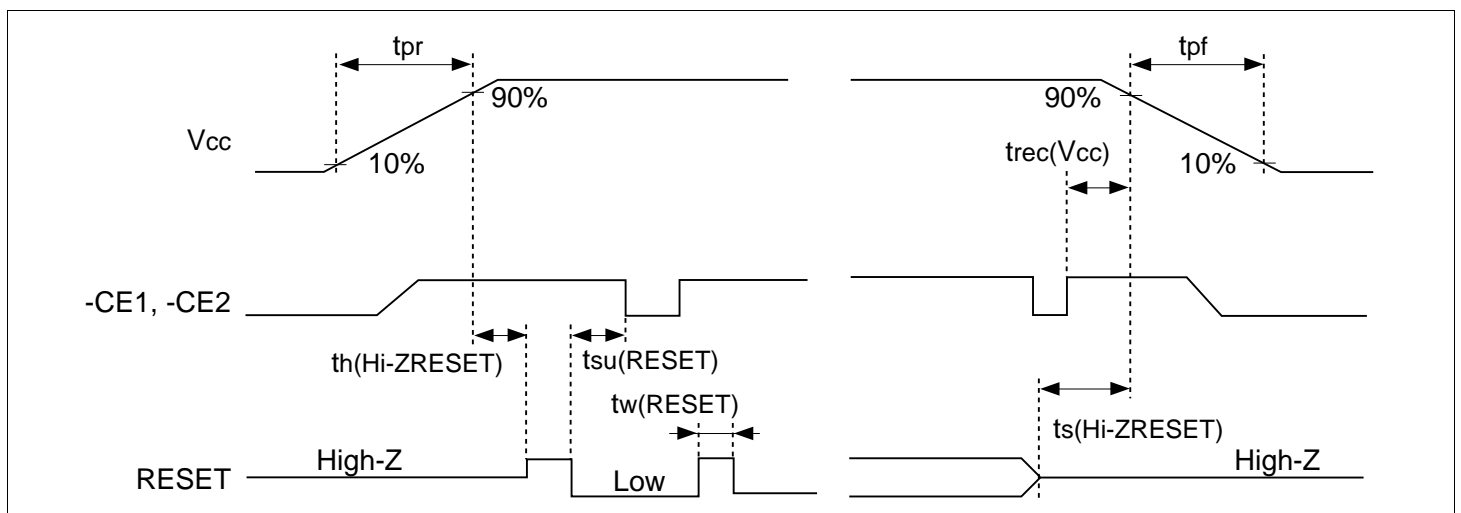 tpr
tpf
90%
90%
Vcc
10%
trec(Vcc)
10%
-CE1, -CE2
th(Hi-ZRESET)
tsu(RESET)
tw(RESET)
ts(Hi-ZRESET)
RESET
High-Z
Low
High-Z